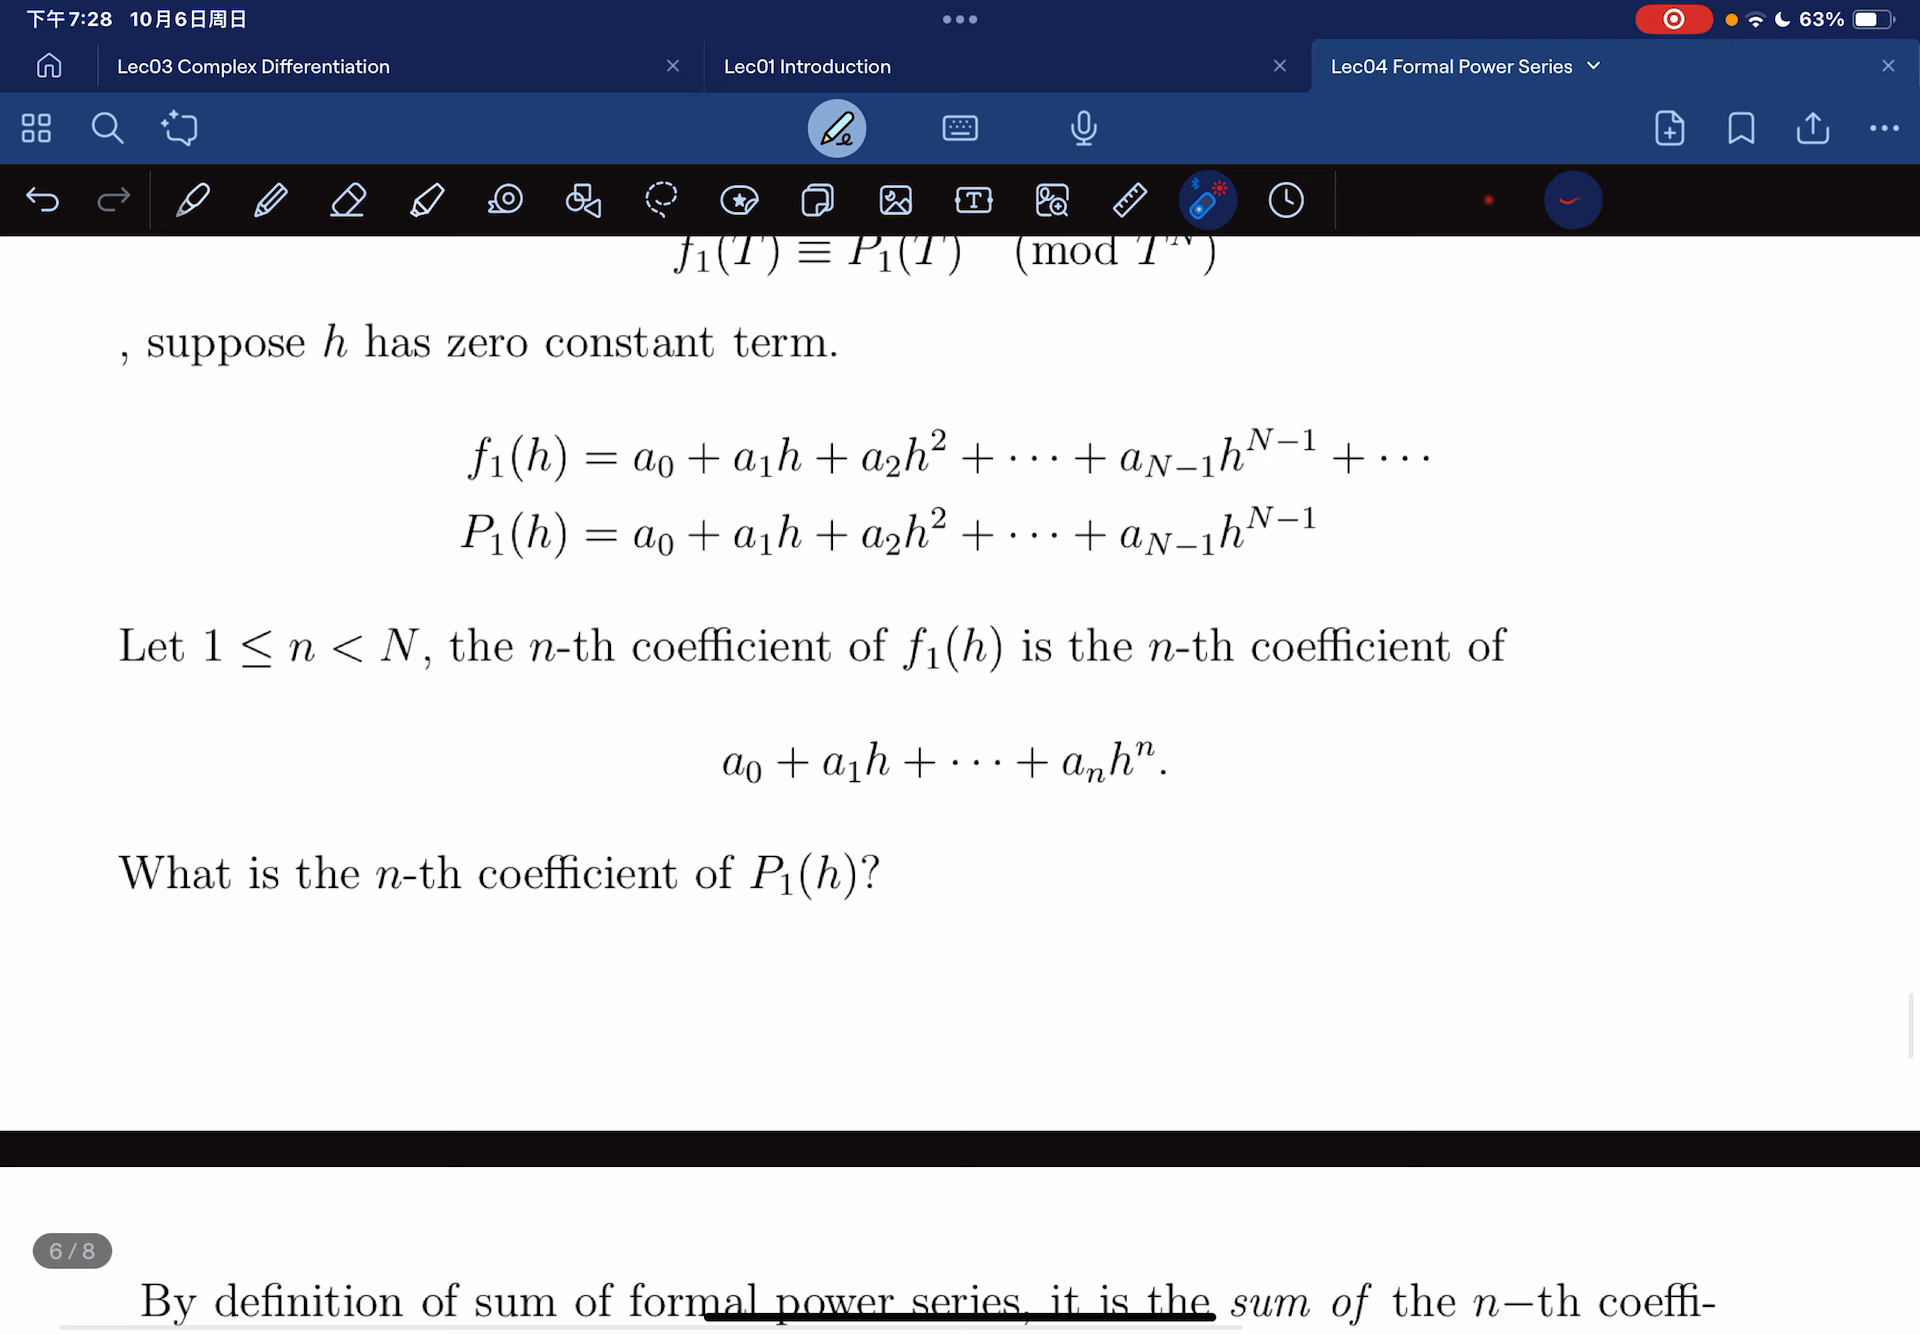 下午7:28 10月6日周日
63%
Lec03 Complex Differentiation
Lec01 Introduction
Lec04 Formal Power Series
f₁(T) ≡ P₁(T) (mod Tᴺ)
, suppose h has zero constant term.
f₁(h) = a₀ + a₁h + a₂h² + ⋯ + a_{N−1}h^{N−1} + ⋯
P₁(h) = a₀ + a₁h + a₂h² + ⋯ + a_{N−1}h^{N−1}
Let 1 ≤ n < N, the n-th coefficient of f₁(h) is the n-th coefficient of
a₀ + a₁h + ⋯ + aₙhⁿ.
What is the n-th coefficient of P₁(h)?
6 / 8
By definition of sum of formal power series, it is the sum of the n−th coeffi-